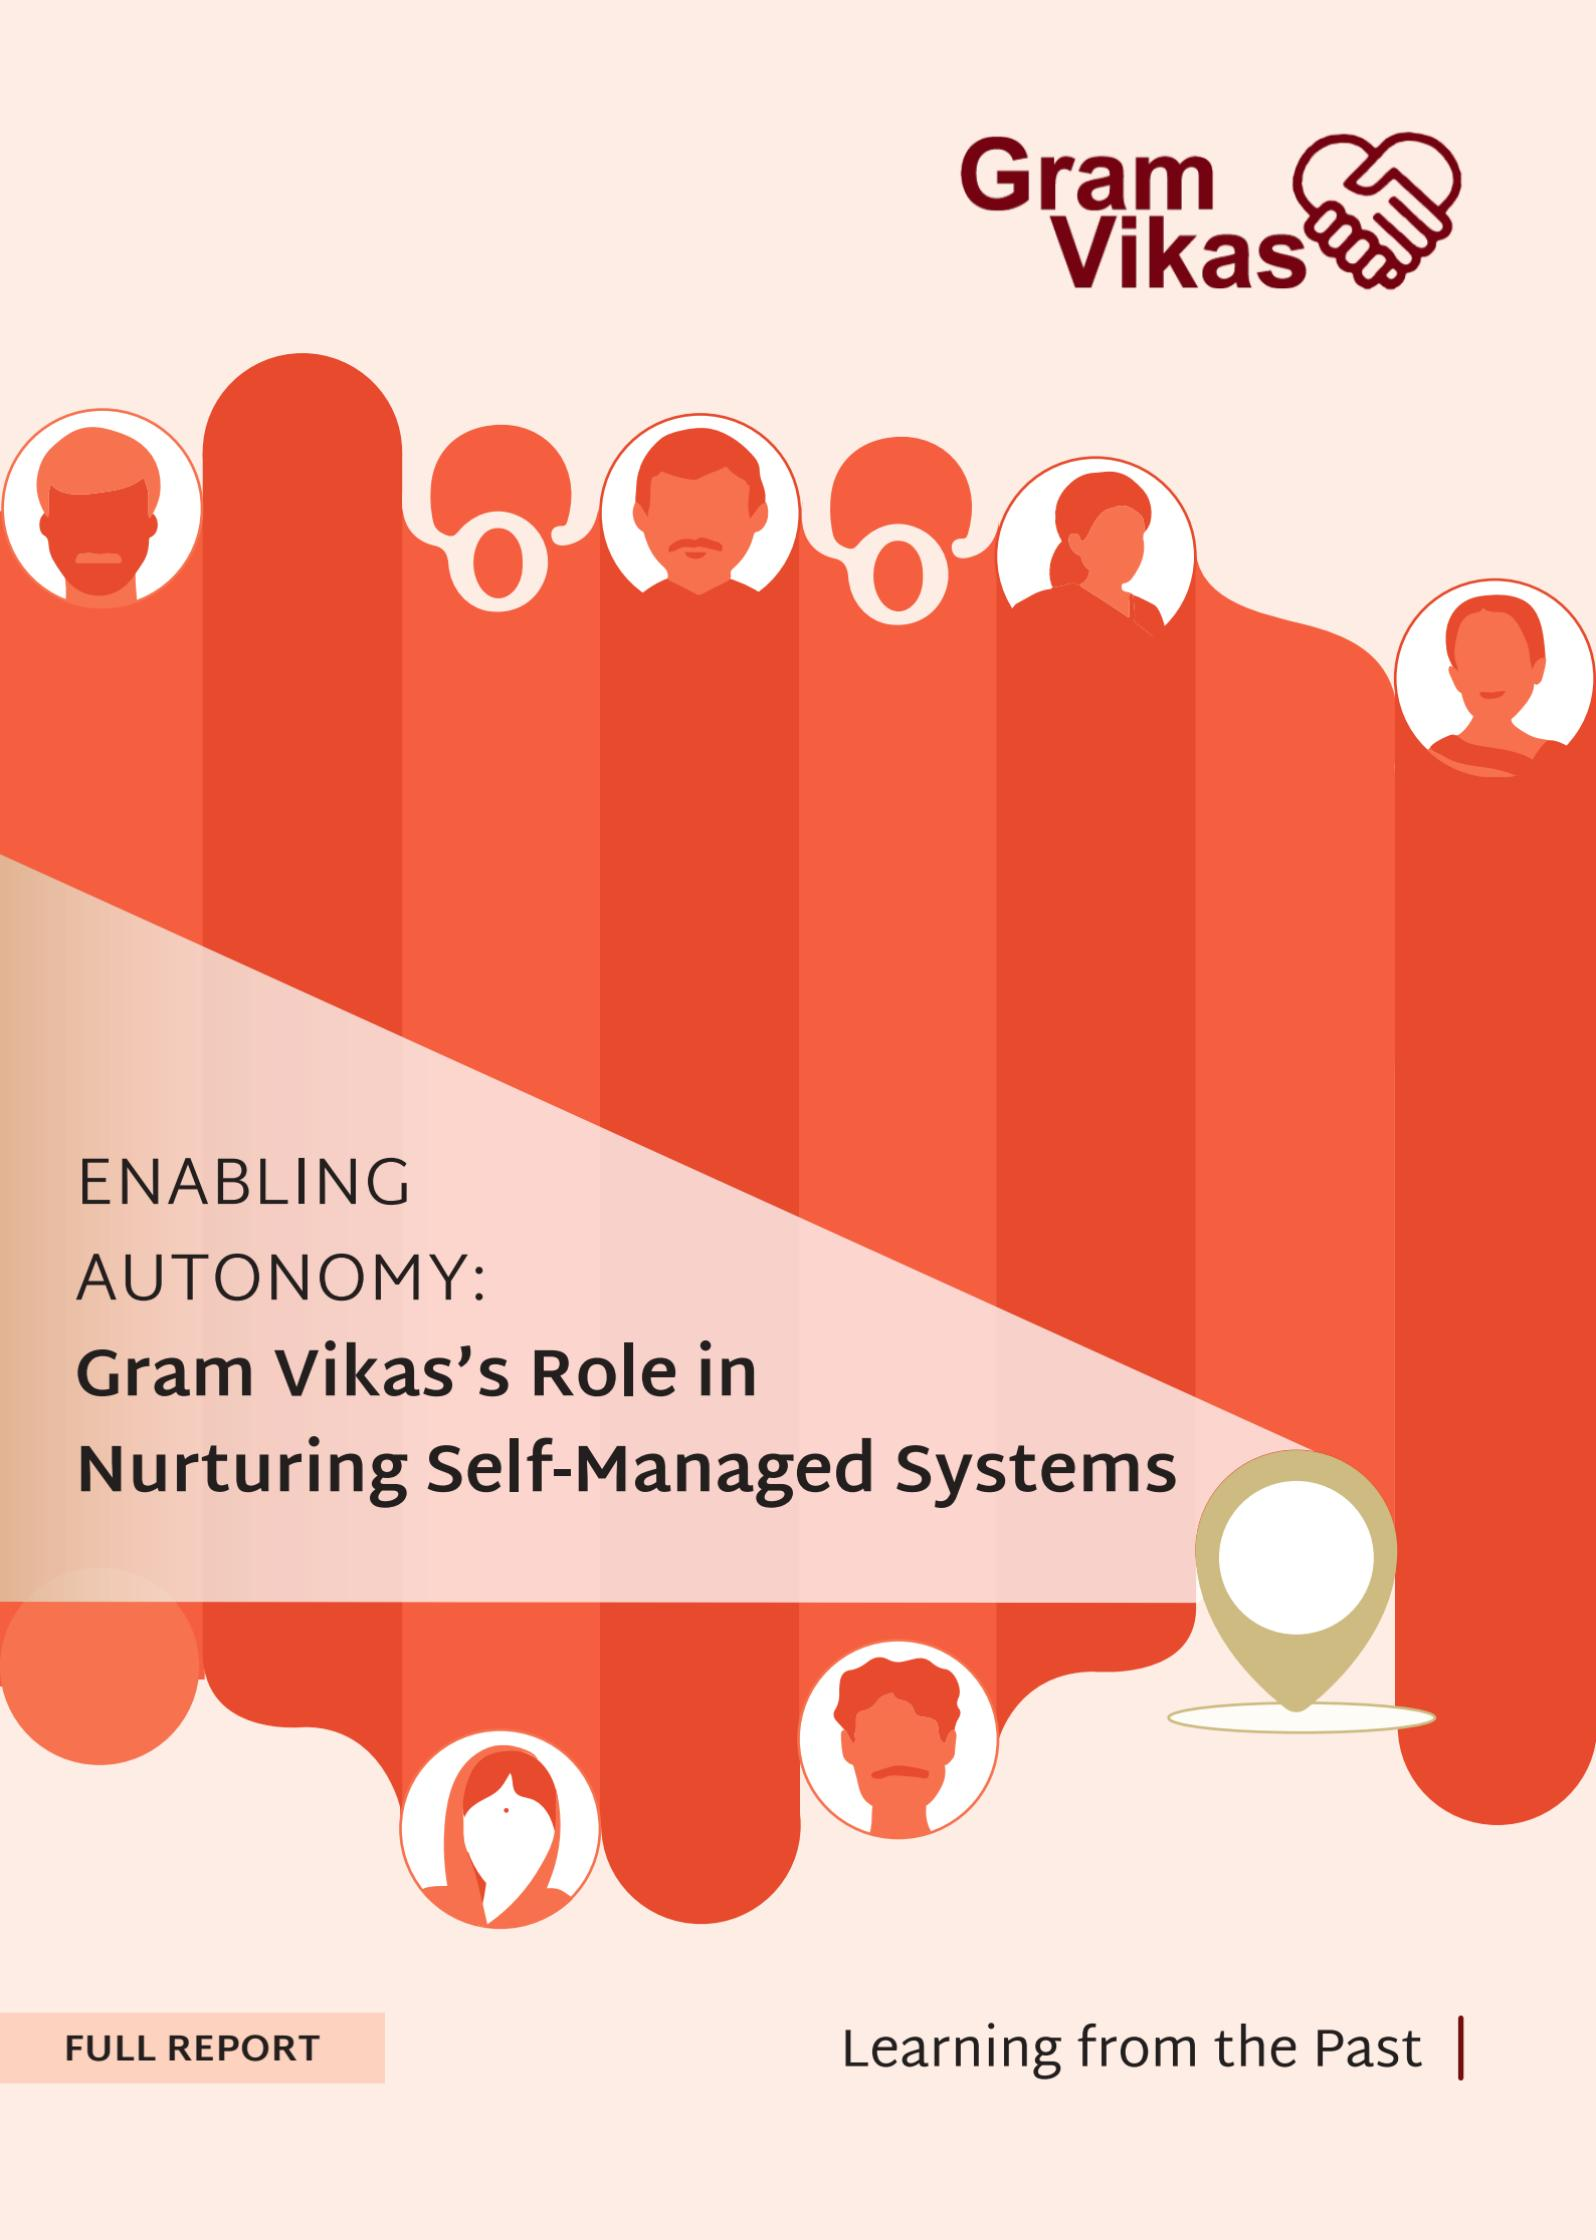 Gram
Vikas
ENABLING
AUTONOMY:
Gram Vikas’s Role in
Nurturing Self-Managed Systems
FULL REPORT
Learning from the Past